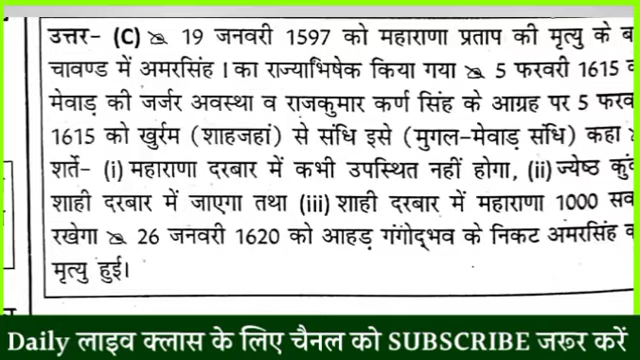 उत्तर- (C) ➢ 19 जनवरी 1597 को महाराणा प्रताप की मृत्यु के
चावण्ड में अमरसिंह I का राज्याभिषेक किया गया ➢ 5 फरवरी 1615
मेवाड़ की जर्जर अवस्था व राजकुमार कर्ण सिंह के आग्रह पर 5
1615 को खुर्रम (शाहजहां) से संधि इसे (मुगल-मेवाड़ संधि) कहा
शर्ते- (i) महाराणा दरबार में कभी उपस्थित नहीं होगा, (ii) ज्येष्ठ
शाही दरबार में जाएगा तथा (iii) शाही दरबार में महाराणा 1000
रखेगा ➢ 26 जनवरी 1620 को आहड़ गंगोद्भव के निकट अमरसिंह
मृत्यु हुई।
Daily लाइव क्लास के लिए चैनल को SUBSCRIBE जरूर करें